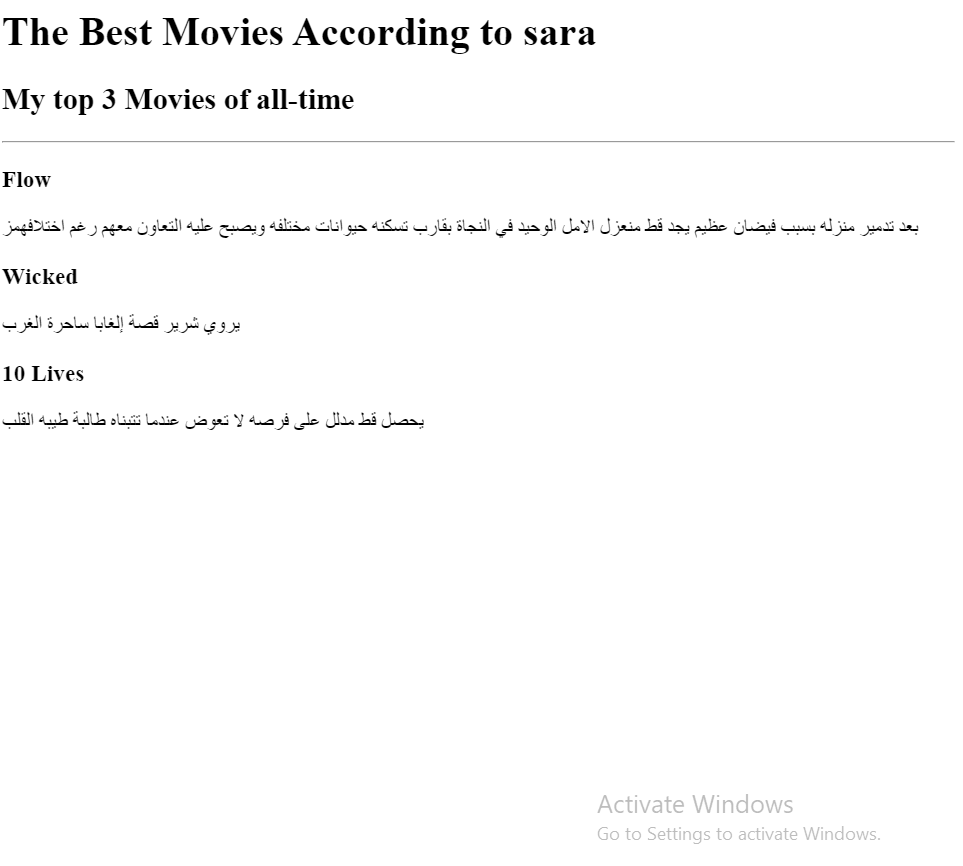 The Best Movies According to sara
My top 3 Movies of all-time
Flow
بعد تدمير منزله بسبب فيضان عظيم يجد قط منعزل الامل الوحيد في النجاة بقارب تسكنه حيوانات مختلفه ويصبح عليه التعاون معهم رغم اختلافهمز
Wicked
يروي شرير قصة إلغابا ساحرة الغرب
10 Lives
يحصل قط مدلل على فرصه لا تعوض عندما تتبناه طالبة طيبه القلب
Activate Windows
Go to Settings to activate Windows.